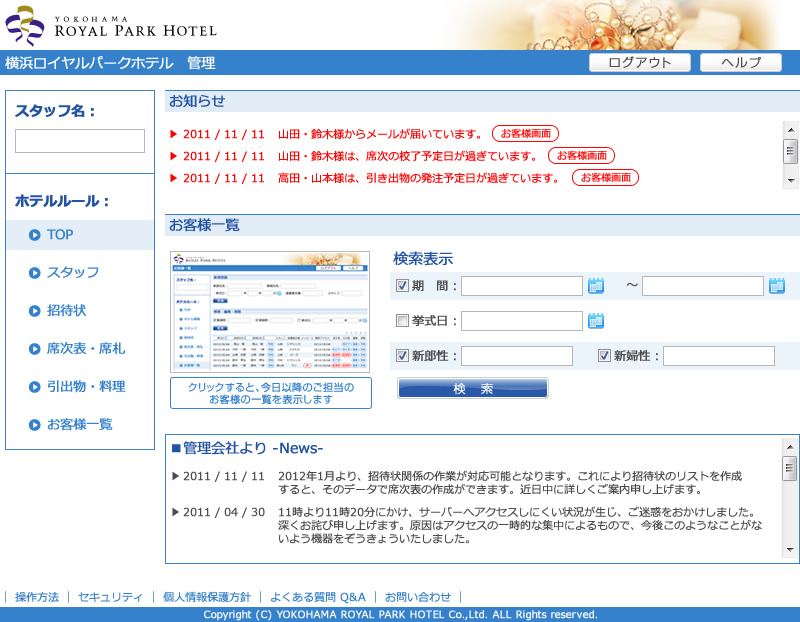 YOKOHAMA
ROYAL PARK HOTEL
横浜ロイヤルパークホテル　管理
ログアウト
ヘルプ
スタッフ名：
ホテルルール：
TOP
スタッフ
招待状
席次表・席札
引出物・料理
お客様一覧
お知らせ
2011 / 11 / 11　山田・鈴木様からメールが届いています。 お客様画面
2011 / 11 / 11　山田・鈴木様は、席次の校了予定日が過ぎています。 お客様画面
2011 / 11 / 11　高田・山本様は、引き出物の発注予定日が過ぎています。 お客様画面
お客様一覧
クリックすると、今日以降のご担当の
お客様の一覧を表示します
検索表示
期　間：　～
挙式日：
新郎性：　新婦性：
検　索
■管理会社より -News-
2011 / 11 / 11　2012年1月より、招待状関係の作業が対応可能となります。これにより招待状のリストを作成
すると、そのデータで席次表の作成ができます。近日中に詳しくご案内申し上げます。
2011 / 04 / 30　11時より11時20分にかけ、サーバーへアクセスしにくい状況が生じ、ご迷惑をおかけしました。
深くお詫び申し上げます。原因はアクセスの一時的な集中によるもので、今後このようなことがな
いよう機器をぞうきょういたしました。
｜ 操作方法 ｜ セキュリティ ｜ 個人情報保護方針 ｜ よくある質問 Q&A ｜ お問い合わせ ｜
Copyright (C) YOKOHAMA ROYAL PARK HOTEL Co.,Ltd. ALL Rights reserved.